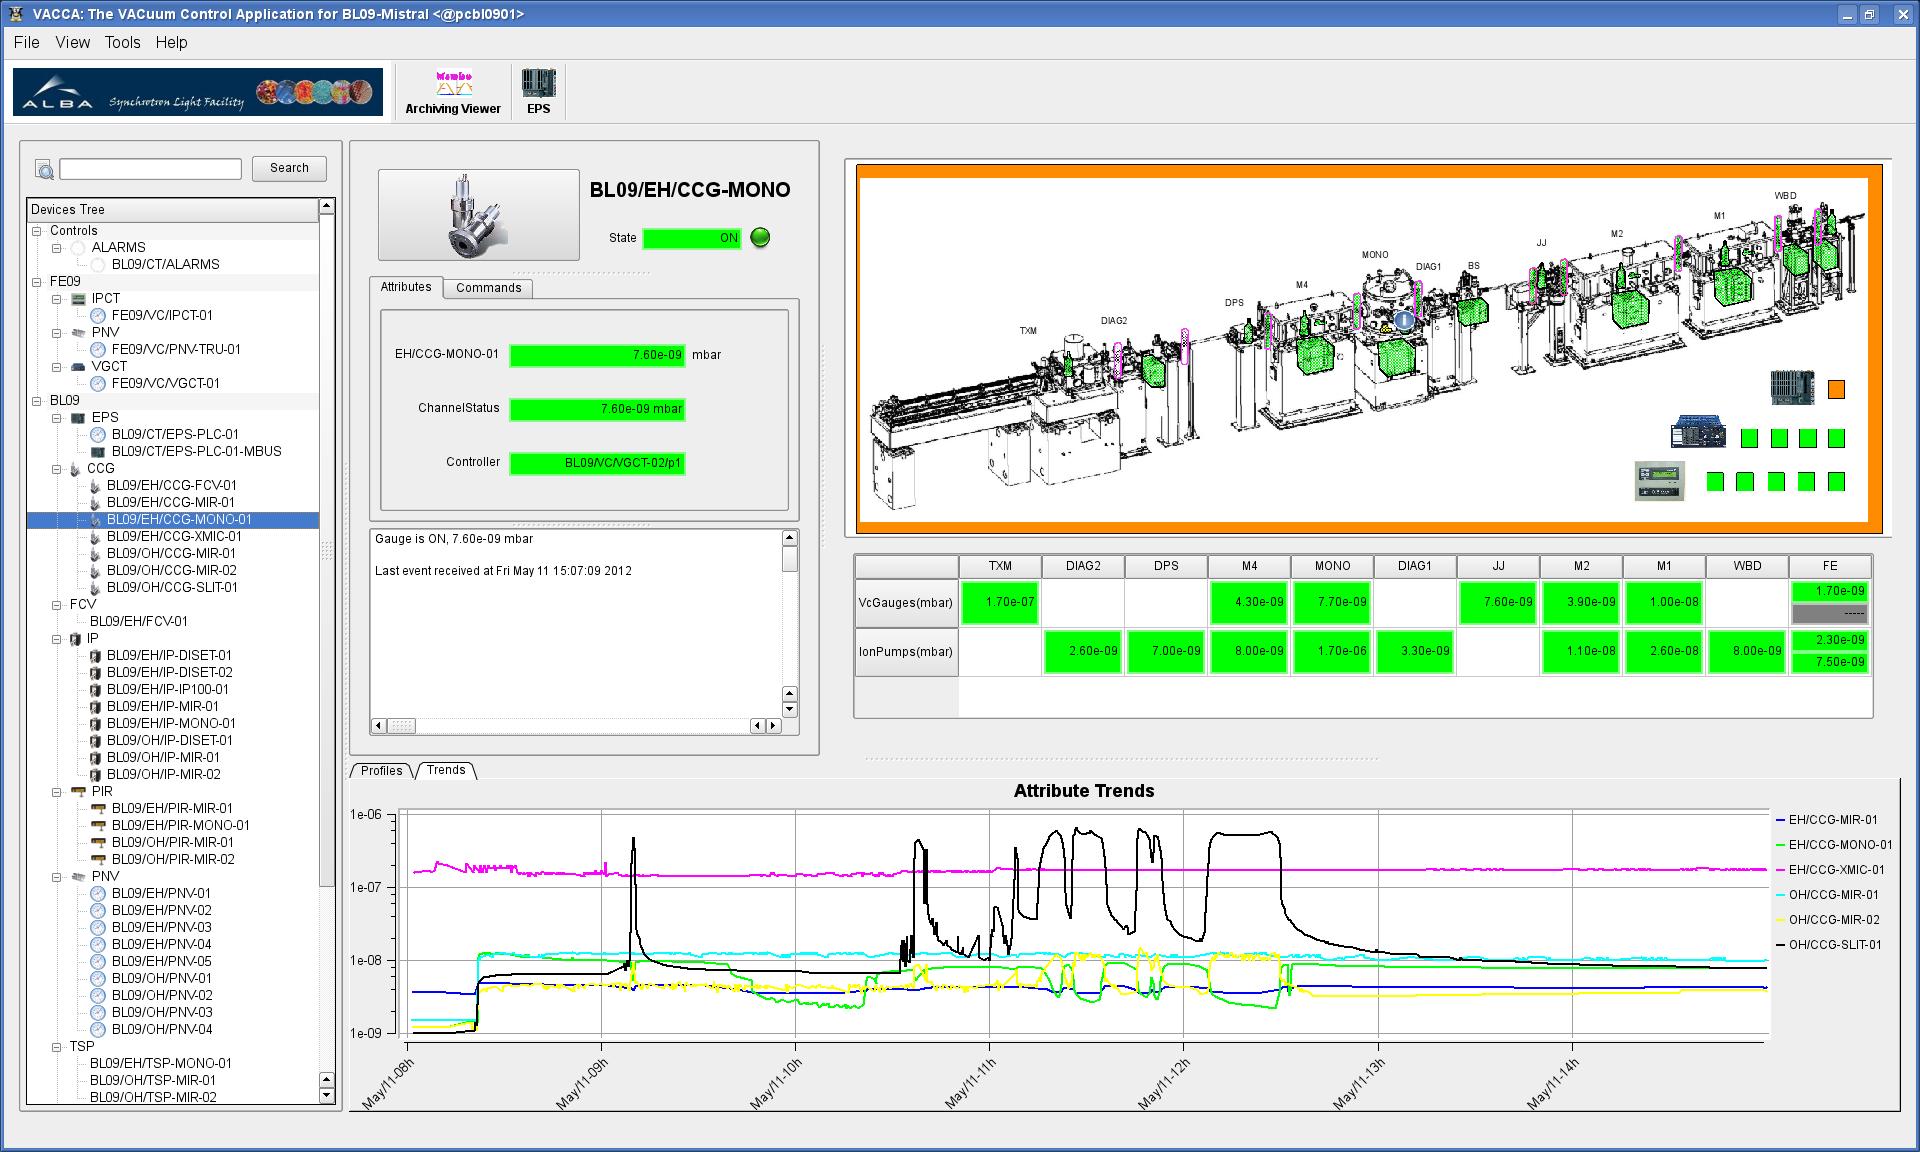 VACCA: The VACuum Control Application for BL09-Mistral <@pcbl0901>
File View Tools Help
ALBA Synchrotron Light Facility
Mambo
Archiving Viewer
EPS
Search
Devices Tree
Controls
ALARMS
BL09/CT/ALARMS
FE09
IPCT
FE09/VC/IPCT-01
PNV
FE09/VC/PNV-TRU-01
VGCT
FE09/VC/VGCT-01
BL09
EPS
BL09/CT/EPS-PLC-01
BL09/CT/EPS-PLC-01-MBUS
CCG
BL09/EH/CCG-FCV-01
BL09/EH/CCG-MIR-01
BL09/EH/CCG-MONO-01
BL09/EH/CCG-XMIC-01
BL09/OH/CCG-MIR-01
BL09/OH/CCG-MIR-02
BL09/OH/CCG-SLIT-01
FCV
BL09/EH/FCV-01
IP
BL09/EH/IP-DISET-01
BL09/EH/IP-DISET-02
BL09/EH/IP-IP100-01
BL09/EH/IP-MIR-01
BL09/EH/IP-MONO-01
BL09/OH/IP-DISET-01
BL09/OH/IP-MIR-01
BL09/OH/IP-MIR-02
PIR
BL09/EH/PIR-MIR-01
BL09/EH/PIR-MONO-01
BL09/OH/PIR-MIR-01
BL09/OH/PIR-MIR-02
PNV
BL09/EH/PNV-01
BL09/EH/PNV-02
BL09/EH/PNV-03
BL09/EH/PNV-04
BL09/EH/PNV-05
BL09/OH/PNV-01
BL09/OH/PNV-02
BL09/OH/PNV-03
BL09/OH/PNV-04
TSP
BL09/EH/TSP-MONO-01
BL09/OH/TSP-MIR-01
BL09/OH/TSP-MIR-02
BL09/EH/CCG-MONO
State ON
Attributes Commands
EH/CCG-MONO-01 7.60e-09 mbar
ChannelStatus 7.60e-09 mbar
Controller BL09/VC/VGCT-02/p1
Gauge is ON, 7.60e-09 mbar
Last event received at Fri May 11 15:07:09 2012
WBD
M1
M2
JJ
MONO
DIAG1
BS
M4
DPS
DIAG2
TXM
TXM DIAG2 DPS M4 MONO DIAG1 JJ M2 M1 WBD FE
VcGauges(mbar) 1.70e-07 4.30e-09 7.70e-09 7.60e-09 3.90e-09 1.00e-08 1.70e-09
-----
IonPumps(mbar) 2.60e-09 7.00e-09 8.00e-09 1.70e-06 3.30e-09 1.10e-08 2.60e-08 8.00e-09 2.30e-09
7.50e-09
Profiles Trends
Attribute Trends
1e-06
1e-07
1e-08
1e-09
May/11-08h
May/11-09h
May/11-10h
May/11-11h
May/11-12h
May/11-13h
May/11-14h
EH/CCG-MIR-01
EH/CCG-MONO-01
EH/CCG-XMIC-01
OH/CCG-MIR-01
OH/CCG-MIR-02
OH/CCG-SLIT-01